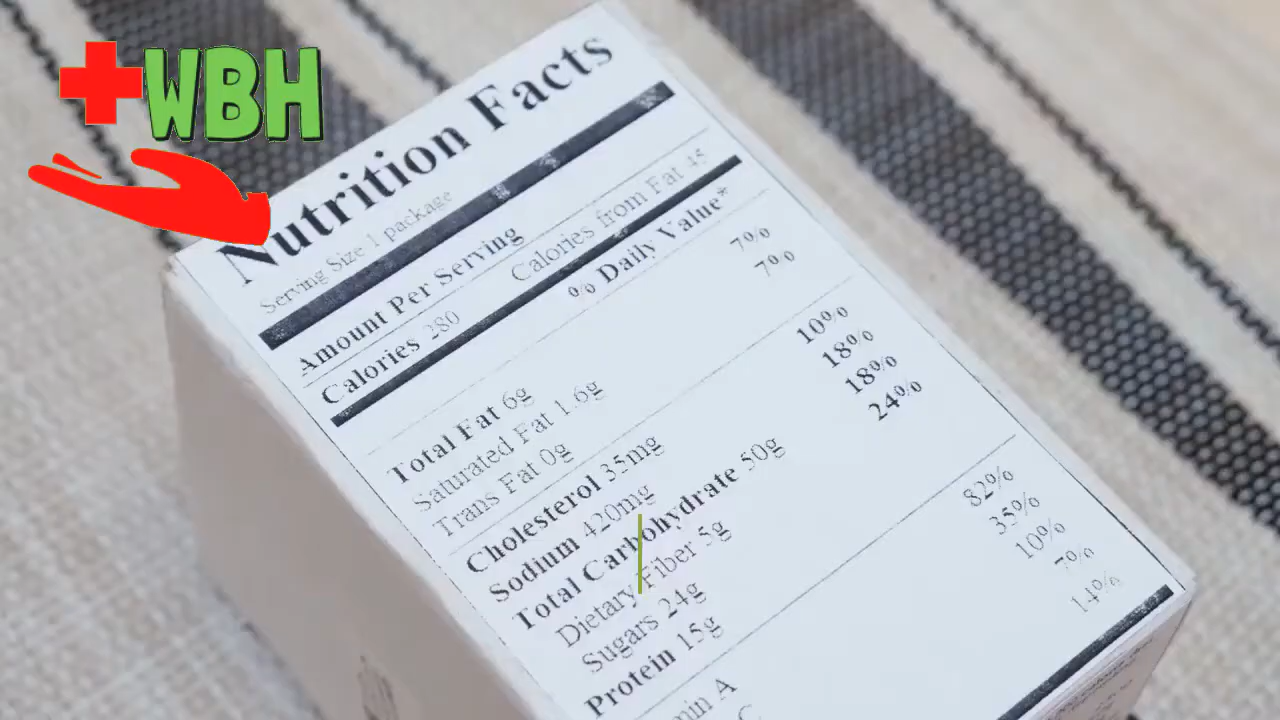 WBH
Nutrition Facts
Serving Size 1 package
Amount Per Serving
Calories 280 Calories from Fat 45
% Daily Value*
Total Fat 6g 7%
Saturated Fat 1.6g 7%
Trans Fat 0g
Cholesterol 35mg 10%
Sodium 420mg 18%
Total Carbohydrate 50g 18%
Dietary Fiber 5g 24%
Sugars 24g
Protein 15g
82%
35%
10%
7%
14%